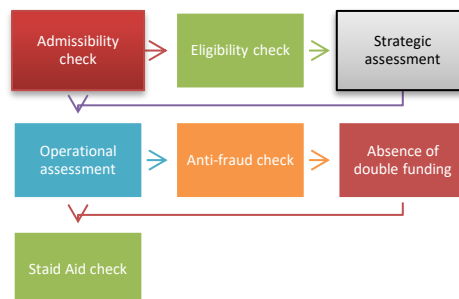 Admissibility
check
Eligibility check
Strategic
assessment
Operational
assessment
Anti-fraud check
Absence of
double funding
Staid Aid check